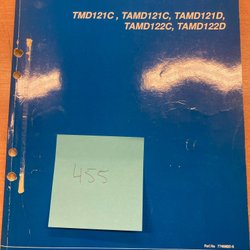 TMD121C , TAMD121C, TAMD121D,
TAMD122C, TAMD122D
455